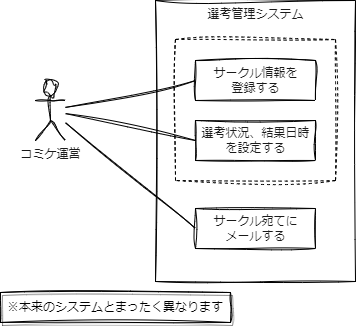 選考管理システム
サークル情報を
登録する
選考状況、結果日時
を設定する
コミケ運営
サークル宛てに
メールする
※本来のシステムとまったく異なります